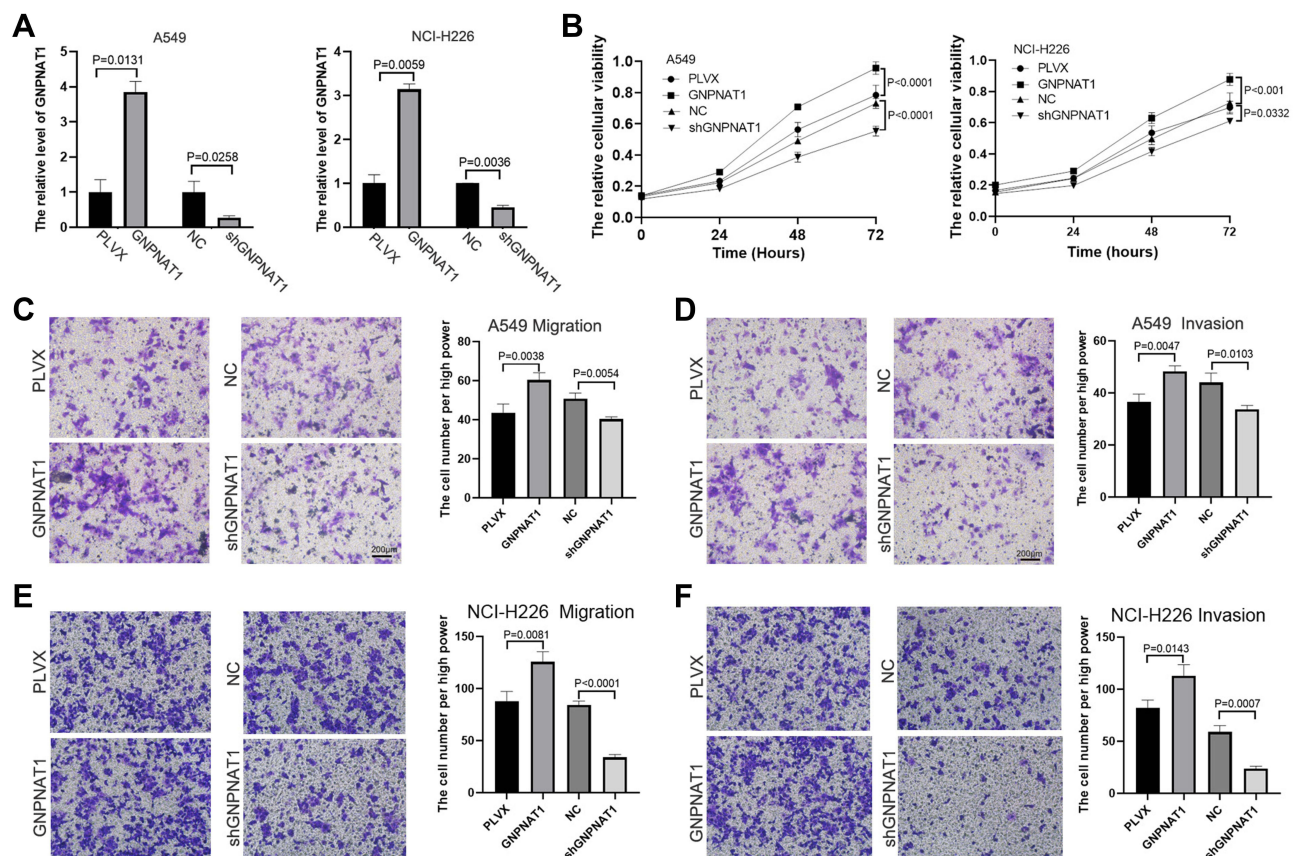 A
A549
The relative level of GNPNAT1
5
4
3
2
1
0
P=0.0131
P=0.0258
PLVX
GNPNAT1
NC
shGNPNAT1
NCI-H226
The relative level of GNPNAT1
4
3
2
1
0
P=0.0059
P=0.0036
PLVX
GNPNAT1
NC
shGNPNAT1
B
The relative cellular viability
1.0
0.8
0.6
0.4
0.2
0.0
A549
PLVX
GNPNAT1
NC
shGNPNAT1
P<0.0001
P<0.0001
0
24
48
72
Time (Hours)
The relative cellular viability
1.0
0.8
0.6
0.4
0.2
0.0
NCI-H226
PLVX
GNPNAT1
NC
shGNPNAT1
P<0.001
P=0.0332
0
24
48
72
Time (hours)
C
PLVX
NC
GNPNAT1
shGNPNAT1
200μm
A549 Migration
The cell number per high power
80
60
40
20
0
P=0.0038
P=0.0054
PLVX
GNPNAT1
NC
shGNPNAT1
D
PLVX
NC
GNPNAT1
shGNPNAT1
200μm
A549 Invasion
The cell number per high power
60
40
20
0
P=0.0047
P=0.0103
PLVX
GNPNAT1
NC
shGNPNAT1
E
PLVX
NC
GNPNAT1
shGNPNAT1
NCI-H226 Migration
The cell number per high power
150
100
50
0
P=0.0081
P<0.0001
PLVX
GNPNAT1
NC
shGNPNAT1
F
PLVX
NC
GNPNAT1
shGNPNAT1
NCI-H226 Invasion
The cell number per high power
150
100
50
0
P=0.0143
P=0.0007
PLVX
GNPNAT1
NC
shGNPNAT1